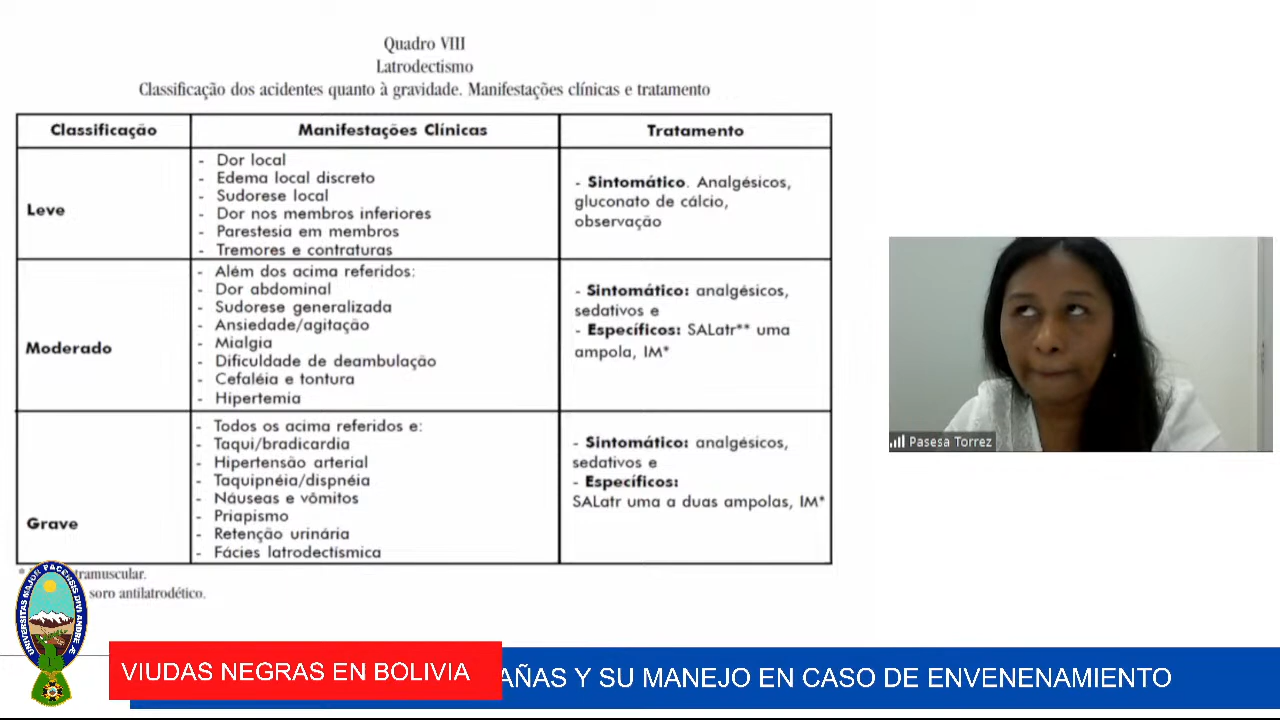 Quadro VIII
Latrodectismo
Classificação dos acidentes quanto à gravidade. Manifestações clínicas e tratamento
Classificação
Manifestações Clínicas
Tratamento
Leve
- Dor local
- Edema local discreto
- Sudorese local
- Dor nos membros inferiores
- Parestesia em membros
- Tremores e contraturas
- Sintomático. Analgésicos,
gluconato de cálcio,
observação
Moderado
- Além dos acima referidos:
- Dor abdominal
- Sudorese generalizada
- Ansiedade/agitação
- Mialgia
- Dificuldade de deambulação
- Cefaléia e tontura
- Hipertemia
- Sintomático: analgésicos,
sedativos e
- Específicos: SALatr** uma
ampola, IM*
Grave
- Todos os acima referidos e:
- Taqui/bradicardia
- Hipertensão arterial
- Taquipnéia/dispnéia
- Náuseas e vômitos
- Priapismo
- Retenção urinária
- Fácies latrodectísmica
- Sintomático: analgésicos,
sedativos e
- Específicos:
SALatr uma a duas ampolas, IM*
* tramuscular.
soro antilatrodético.
Pasesa Torrez
UNIVERSITAS MAJOR PACENSIS DIVI ANDRE Æ
VIUDAS NEGRAS EN BOLIVIA
AÑAS Y SU MANEJO EN CASO DE ENVENENAMIENTO